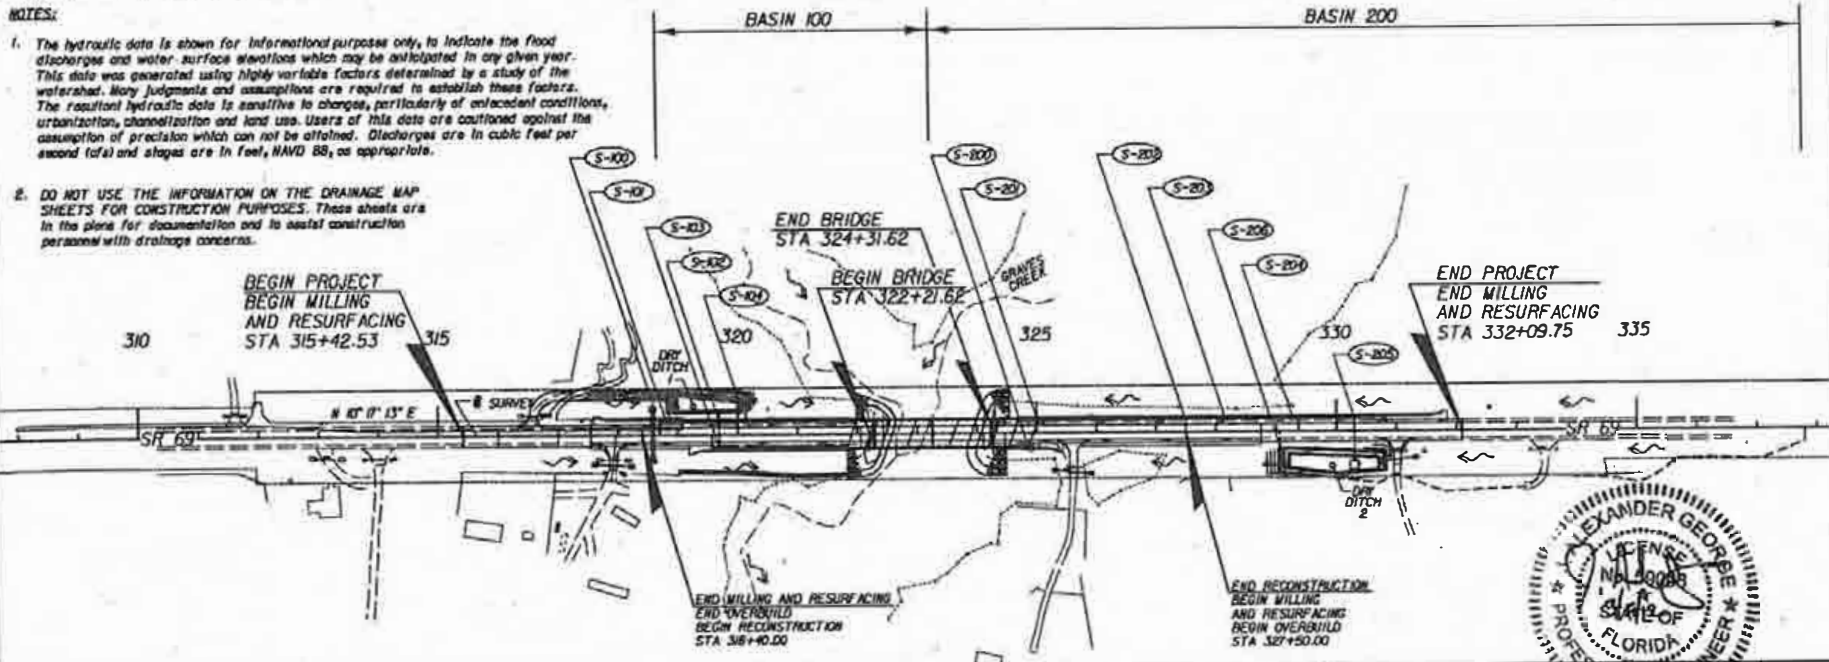 NOTES:
1. The hydraulic data is shown for informational purposes only, to indicate the flood
discharges and water surface elevations which may be anticipated in any given year.
This data was generated using highly variable factors determined by a study of the
watershed. Many judgments and assumptions are required to establish these factors.
The resultant hydraulic data is sensitive to changes, particularly of antecedent conditions,
urbanization, channelization and land use. Users of this data are cautioned against the
assumption of precision which can not be attained. Discharges are in cubic feet per
second (cfs) and stages are in feet, NAVD 88, as appropriate.
2. DO NOT USE THE INFORMATION ON THE DRAINAGE MAP
SHEETS FOR CONSTRUCTION PURPOSES. These sheets are
in the plans for documentation and to assist construction
personnel with drainage concerns.
BASIN 100
BASIN 200
S-100
S-101
S-103
S-102
S-104
S-200
S-201
S-202
S-203
S-206
S-204
S-205
END BRIDGE
STA 324+31.62
BEGIN BRIDGE
STA 322+21.62
GRAVES
CREEK
BEGIN PROJECT
BEGIN MILLING
AND RESURFACING
STA 315+42.53
END PROJECT
END MILLING
AND RESURFACING
STA 332+09.75
310
315
320
325
330
335
DRY
DITCH
1
SURVEY
N 10° 11' 13" E
SR 69
SR 69
DRY
DITCH
2
END MILLING AND RESURFACING
END OVERBUILD
BEGIN RECONSTRUCTION
STA 318+40.00
END RECONSTRUCTION
BEGIN MILLING
AND RESURFACING
BEGIN OVERBUILD
STA 327+50.00
ALEXANDER GEORGE
LICENSE
No.
STATE OF
FLORIDA